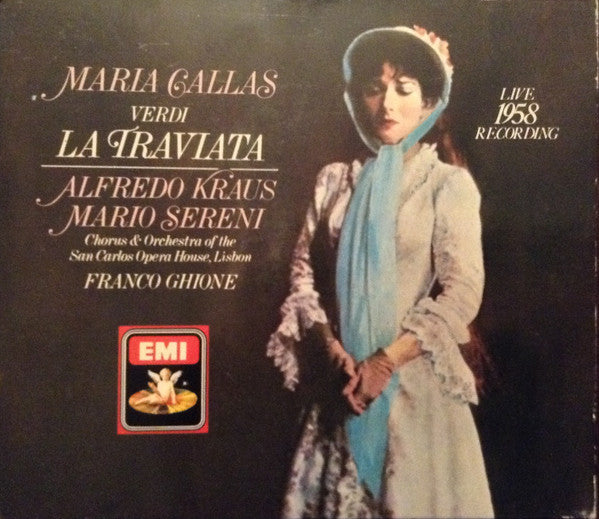 MARIA CALLAS
VERDI
LA TRAVIATA
ALFREDO KRAUS
MARIO SERENI
Chorus & Orchestra of the
San Carlos Opera House, Lisbon
FRANCO GHIONE
LIVE
1958
RECORDING
EMI